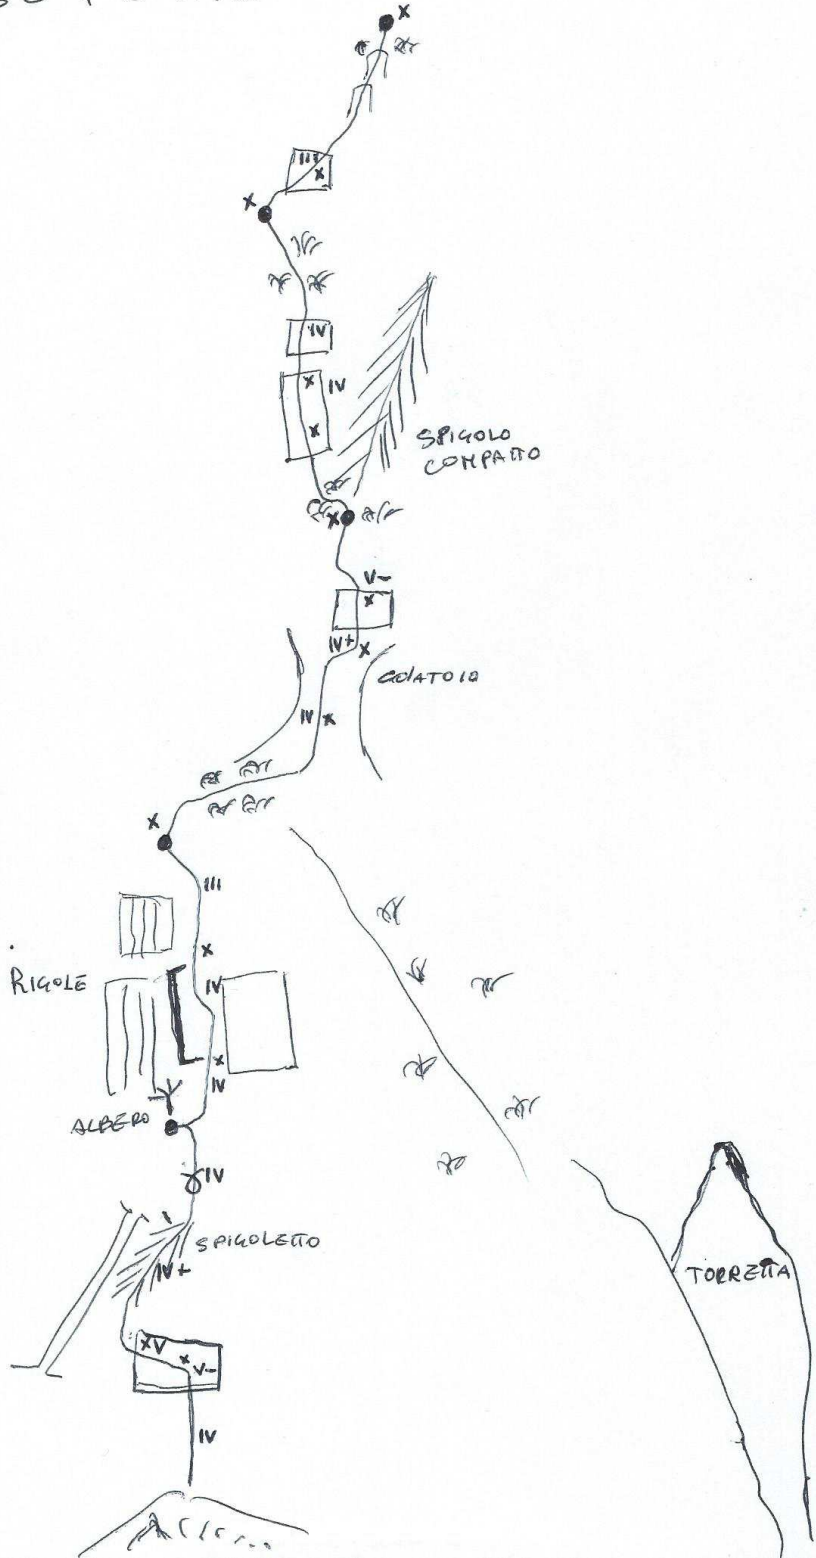 x
III
x
x
IV
x IV
x
SPIGOLO
COMPATTO
x
V-
x
IV+ x
COLATOIO
IV x
x
III
x
RIGOLE
IV
x
IV
ALBERO
IV
SPIGOLETTO
IV+
TORRETTA
xV
x V-
IV